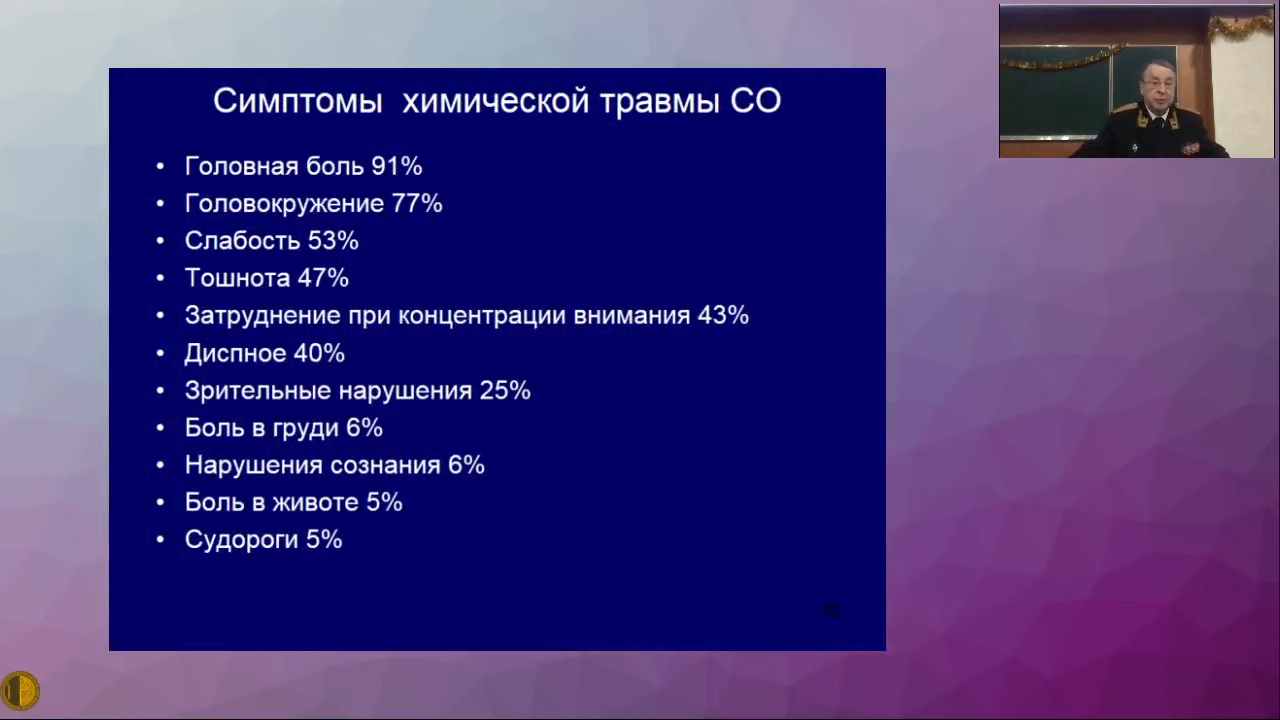 Симптомы химической травмы СО
• Головная боль 91%
• Головокружение 77%
• Слабость 53%
• Тошнота 47%
• Затруднение при концентрации внимания 43%
• Диспное 40%
• Зрительные нарушения 25%
• Боль в груди 6%
• Нарушения сознания 6%
• Боль в животе 5%
• Судороги 5%